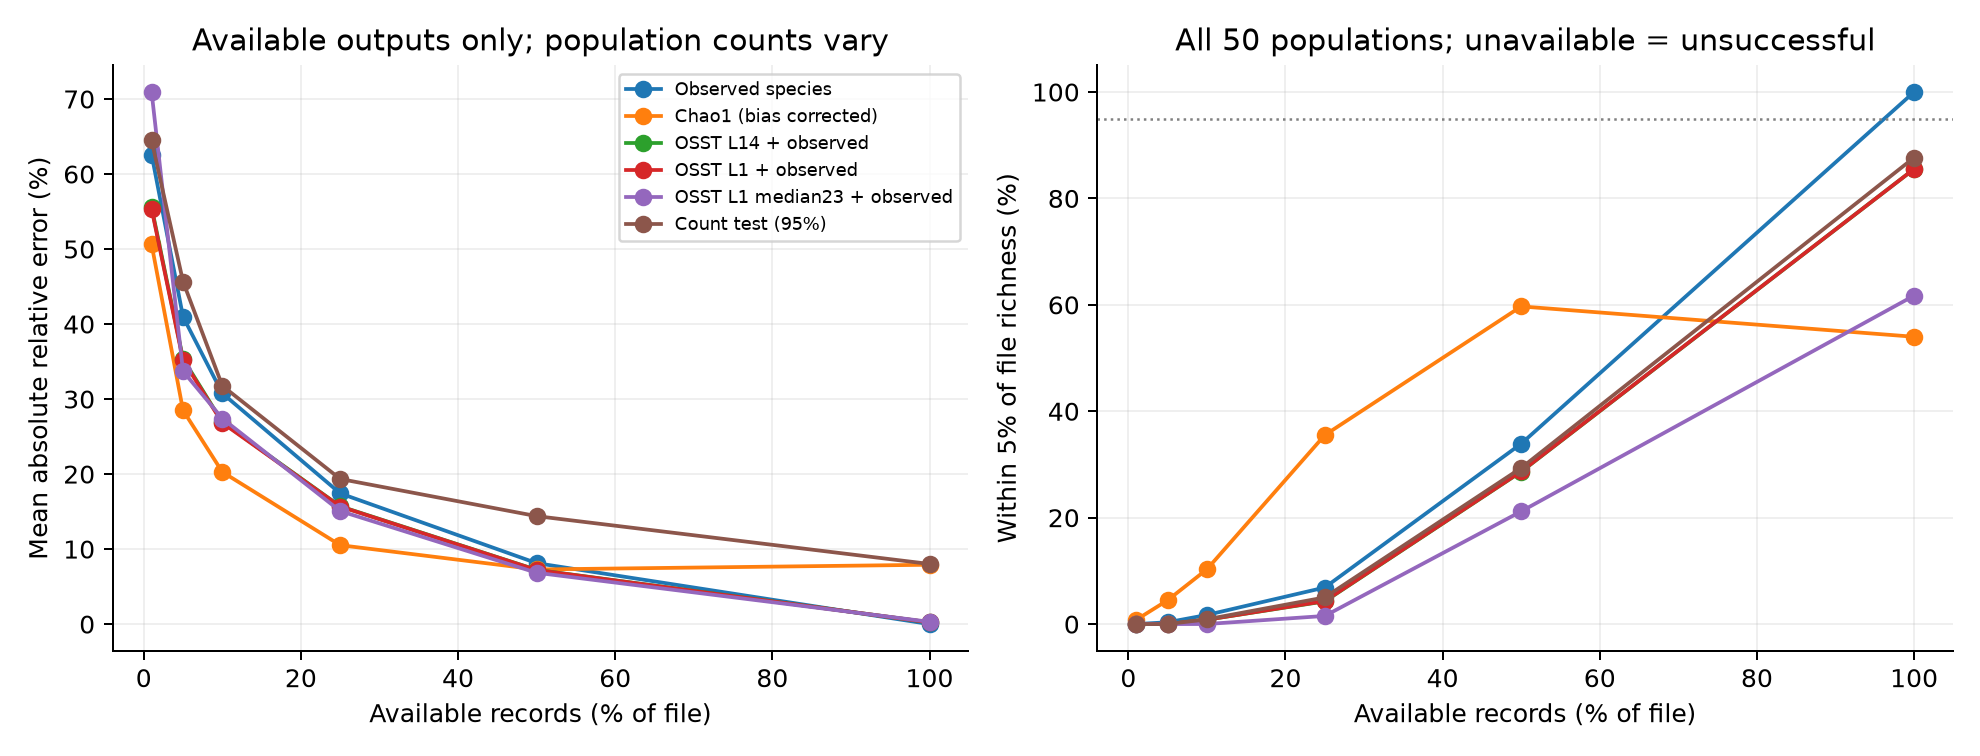 Available outputs only; population counts vary
Mean absolute relative error (%)
70
60
50
40
30
20
10
0
Observed species
Chao1 (bias corrected)
OSST L14 + observed
OSST L1 + observed
OSST L1 median23 + observed
Count test (95%)
0 20 40 60 80 100
Available records (% of file)
All 50 populations; unavailable = unsuccessful
Within 5% of file richness (%)
100
80
60
40
20
0
0 20 40 60 80 100
Available records (% of file)